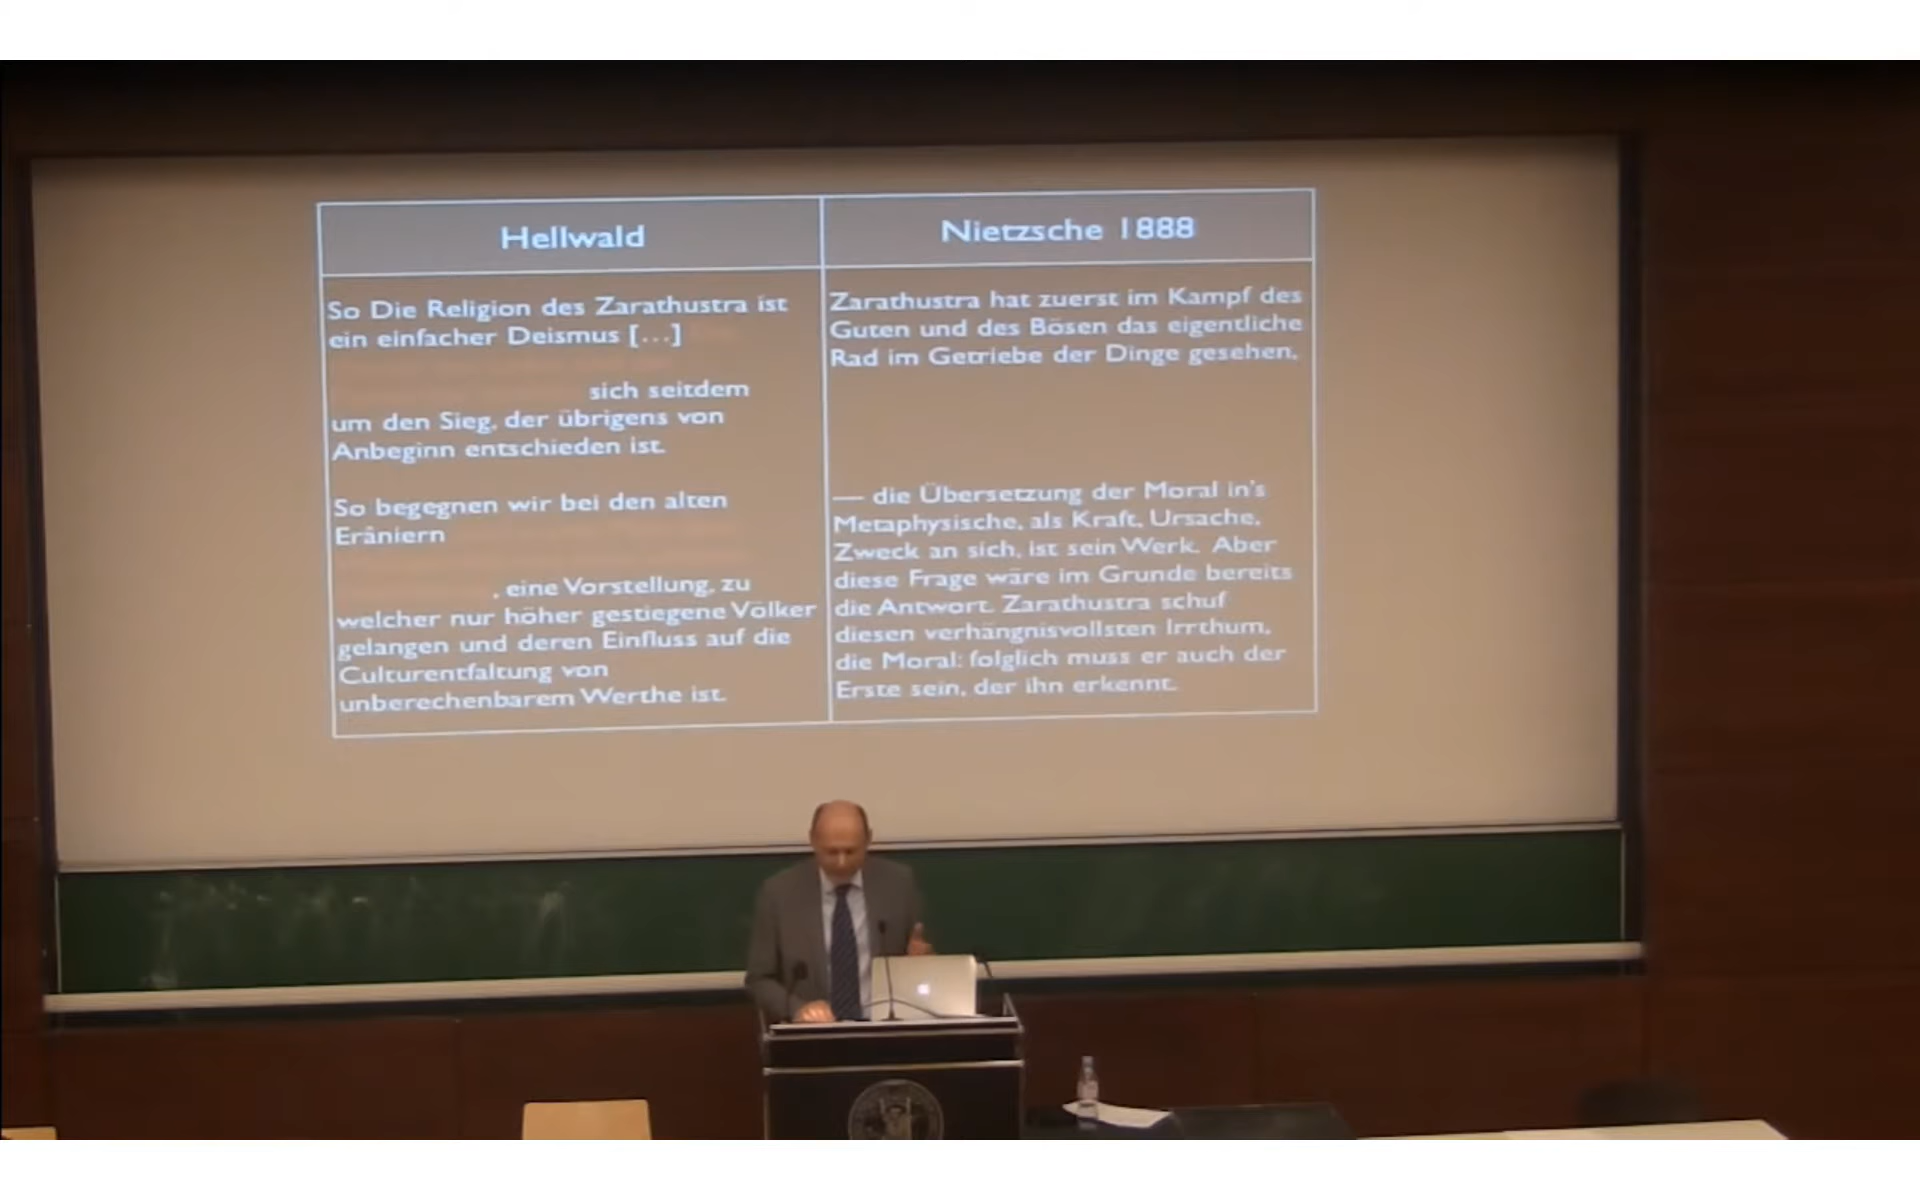 Hellwald
So Die Religion des Zarathustra ist
ein einfacher Deismus [...]
sich seitdem
um den Sieg, der übrigens von
Anbeginn entschieden ist.
So begegnen wir bei den alten
Erâniern
, eine Vorstellung, zu
welcher nur höher gestiegene Völker
gelangen und deren Einfluss auf die
Culturentfaltung von
unberechenbarem Werthe ist.
Nietzsche 1888
Zarathustra hat zuerst im Kampf des
Guten und des Bösen das eigentliche
Rad im Getriebe der Dinge gesehen,
— die Übersetzung der Moral in's
Metaphysische, als Kraft, Ursache,
Zweck an sich, ist sein Werk. Aber
diese Frage wäre im Grunde bereits
die Antwort. Zarathustra schuf
diesen verhängnisvollsten Irrthum,
die Moral: folglich muss er auch der
Erste sein, der ihn erkennt.